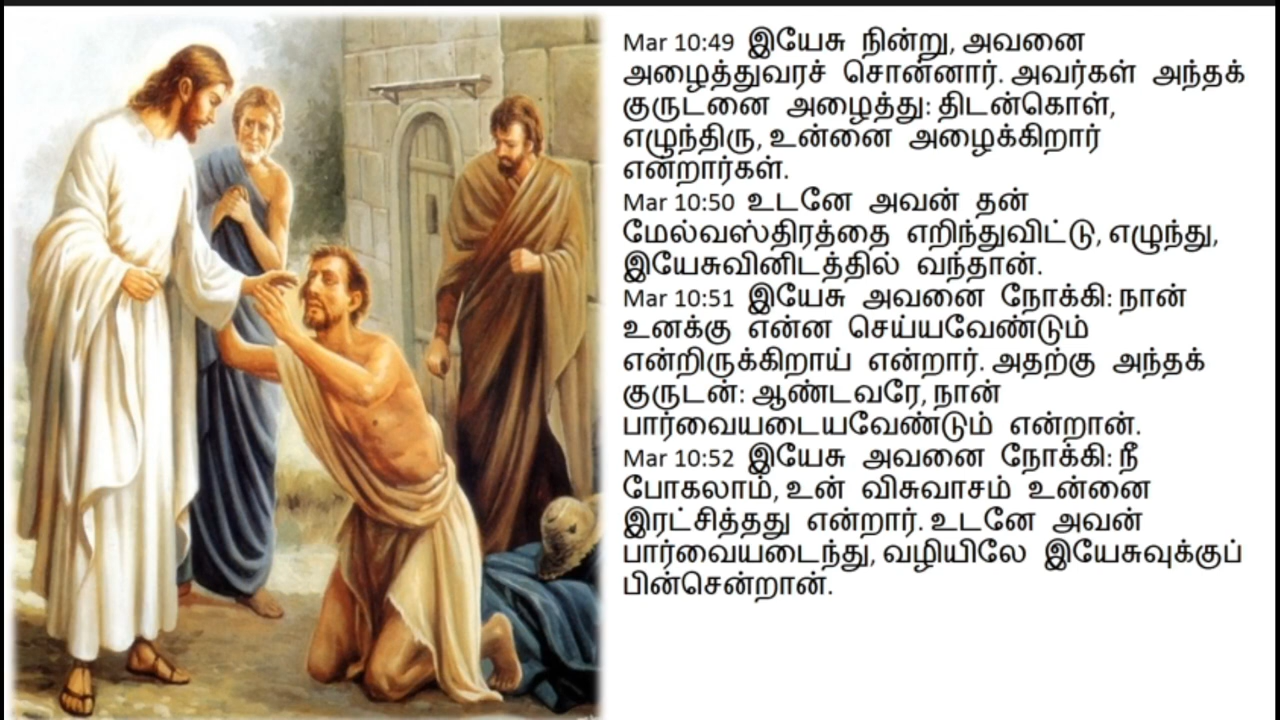 Mar 10:49 இயேசு நின்று, அவனை
அழைத்துவரச் சொன்னார். அவர்கள் அந்தக்
குருடனை அழைத்து: திடன்கொள்,
எழுந்திரு, உன்னை அழைக்கிறார்
என்றார்கள்.
Mar 10:50 உடனே அவன் தன்
மேல்வஸ்திரத்தை எறிந்துவிட்டு, எழுந்து,
இயேசுவினிடத்தில் வந்தான்.
Mar 10:51 இயேசு அவனை நோக்கி: நான்
உனக்கு என்ன செய்யவேண்டும்
என்றிருக்கிறாய் என்றார். அதற்கு அந்தக்
குருடன்: ஆண்டவரே, நான்
பார்வையடையவேண்டும் என்றான்.
Mar 10:52 இயேசு அவனை நோக்கி: நீ
போகலாம், உன் விசுவாசம் உன்னை
இரட்சித்தது என்றார். உடனே அவன்
பார்வையடைந்து, வழியிலே இயேசுவுக்குப்
பின்சென்றான்.